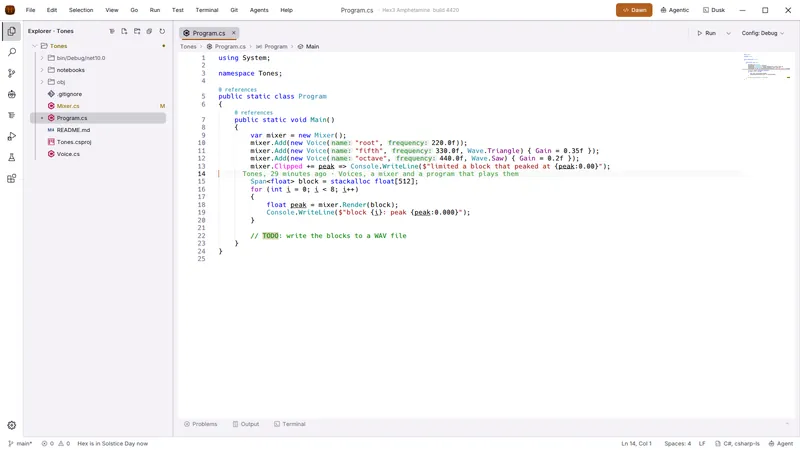 File Edit Selection View Go Run Test Terminal Git Agents Help
Program.cs - Hex3 Amphetamine: build:4429
Dawn Agentic Dusk
Explorer - Tones
Tones
bin/Debug/net10.0
notebooks
obj
.gitignore
Mixer.cs M
Program.cs
README.md
Tones.csproj
Voice.cs
Program.cs
Run Config: Debug
Tones > Program.cs > Program > Main
1 using System;
2
3 namespace Tones;
4
0 references
5 public static class Program
6 {
0 references
7 public static void Main()
8 {
9 var mixer = new Mixer();
10 mixer.Add(new Voice(name: "root", frequency: 220.0f));
11 mixer.Add(new Voice(name: "fifth", frequency: 330.0f, Wave.Triangle) { Gain = 0.35f });
12 mixer.Add(new Voice(name: "octave", frequency: 440.0f, Wave.Saw) { Gain = 0.2f });
13 mixer.Clipped += peak => Console.WriteLine($"limited a block that peaked at {peak:0.00}");
14 Tones, 29 minutes ago · Voices, a mixer and a program that plays them
15 Span<float> block = stackalloc float[512];
16 for (int i = 0; i < 8; i++)
17 {
18 float peak = mixer.Render(block);
19 Console.WriteLine($"block {i}: peak {peak:0.000}");
20 }
21
22 // TODO: write the blocks to a WAV file
23 }
24 }
25
Problems Output Terminal
main* 0 0 Hex is in Solstice Day now
Ln 14, Col 1 Spaces: 4 LF C#, csharp-ls Agent